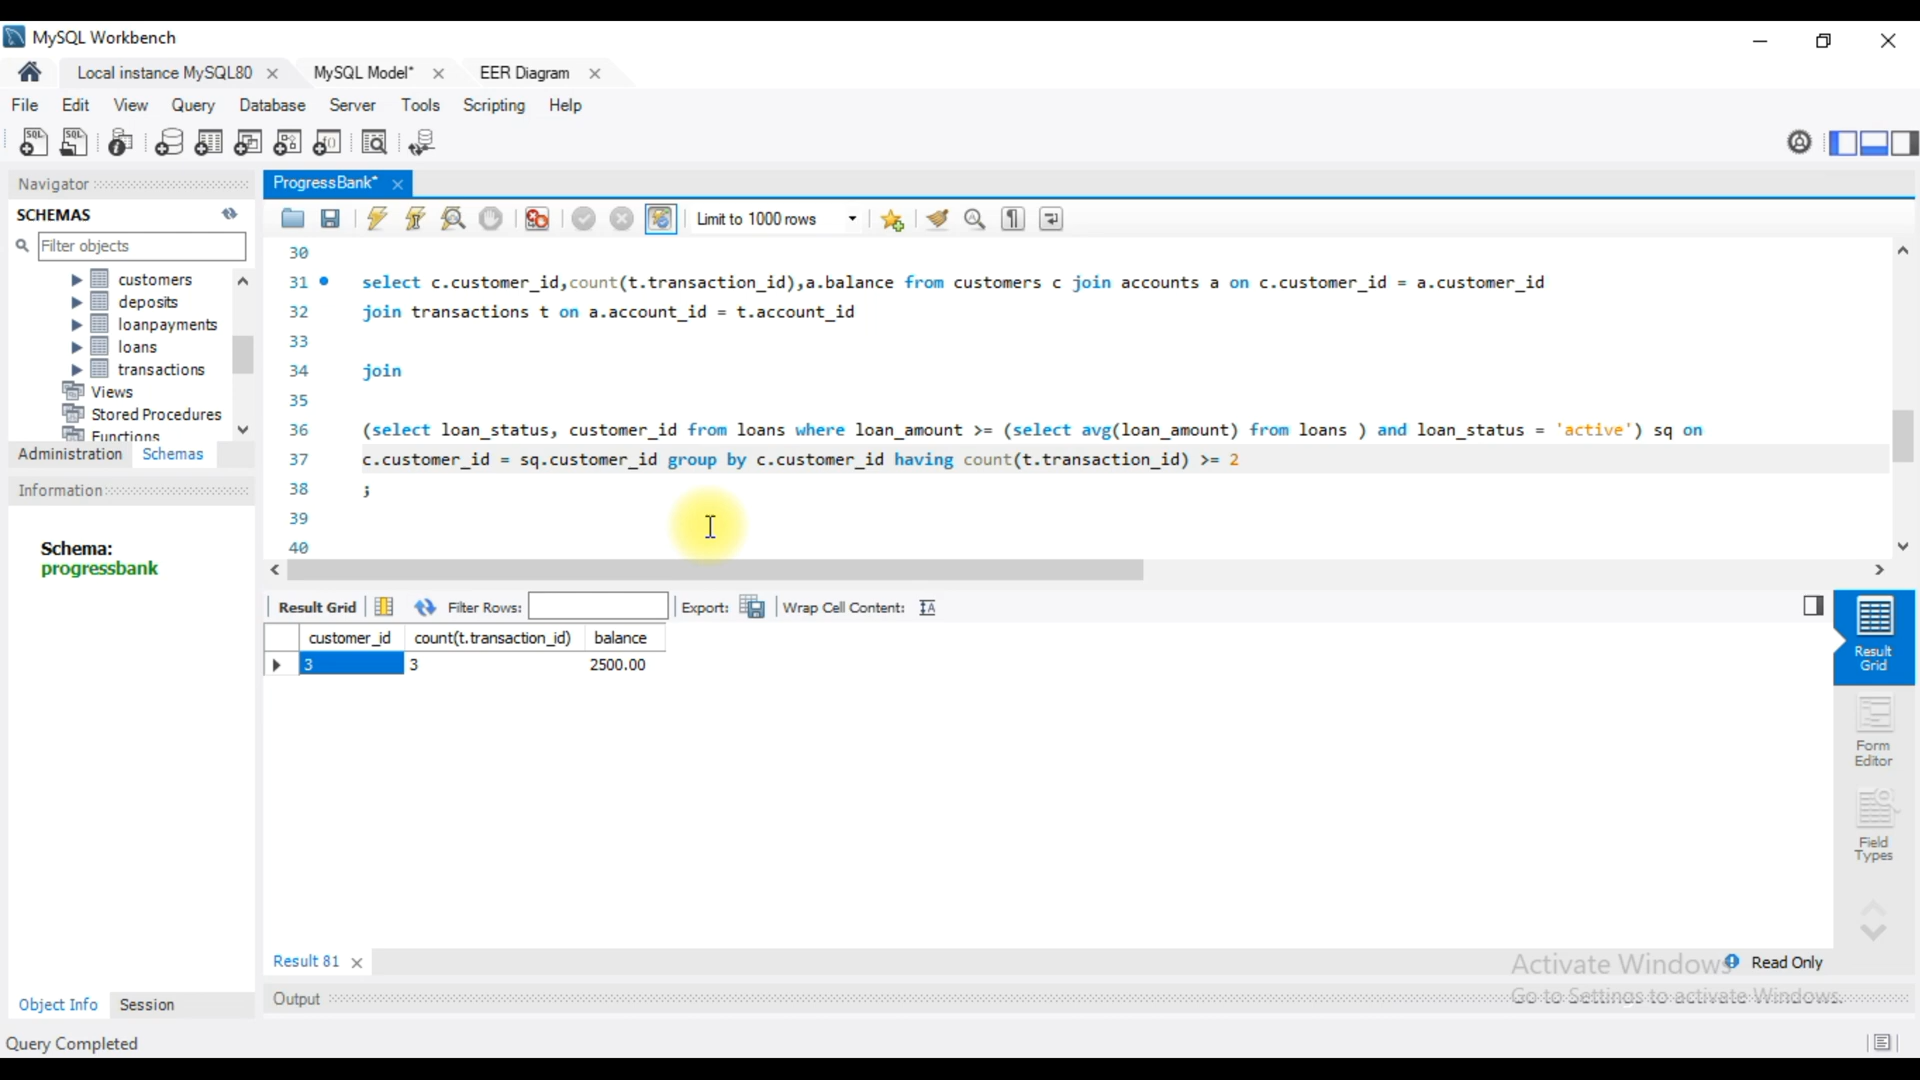 MySQL Workbench
Local instance MySQL80
MySQL Model*
EER Diagram
File Edit View Query Database Server Tools Scripting Help
Navigator
SCHEMAS
Filter objects
customers
deposits
loanpayments
loans
transactions
Views
Stored Procedures
Functions
Administration Schemas
Information
Schema:
progressbank
Object Info Session
ProgressBank*
Limit to 1000 rows
30
31 select c.customer_id,count(t.transaction_id),a.balance from customers c join accounts a on c.customer_id = a.customer_id
32 join transactions t on a.account_id = t.account_id
33
34 join
35
36 (select loan_status, customer_id from loans where loan_amount >= (select avg(loan_amount) from loans ) and loan_status = 'active') sq on
37 c.customer_id = sq.customer_id group by c.customer_id having count(t.transaction_id) >= 2
38 ;
39
40
Result Grid Filter Rows: Export: Wrap Cell Content:
customer_id count(t.transaction_id) balance
3 3 2500.00
Result
Grid
Form
Editor
Field
Types
Result 81
Activate Windows
Read Only
Output
Go to Settings to activate Windows.
Query Completed